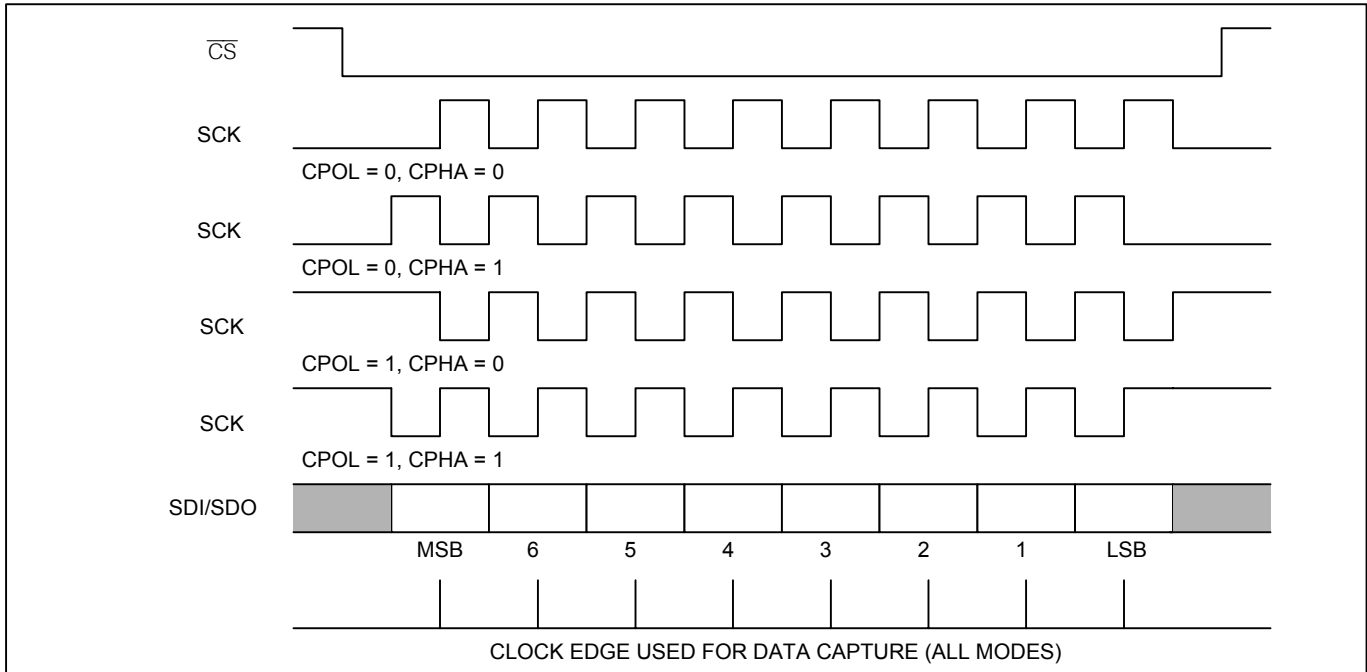 CS
SCK
CPOL = 0, CPHA = 0
SCK
CPOL = 0, CPHA = 1
SCK
CPOL = 1, CPHA = 0
SCK
CPOL = 1, CPHA = 1
SDI/SDO
MSB 6 5 4 3 2 1 LSB
CLOCK EDGE USED FOR DATA CAPTURE (ALL MODES)